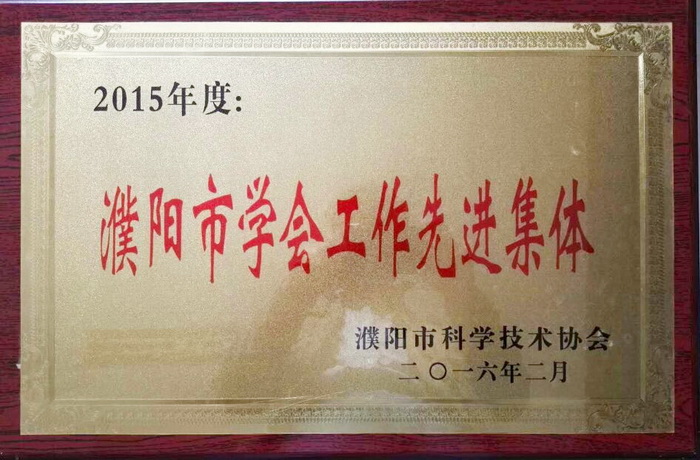 2015年度:
濮阳市学会工作先进集体
濮阳市科学技术协会
二〇一六年二月